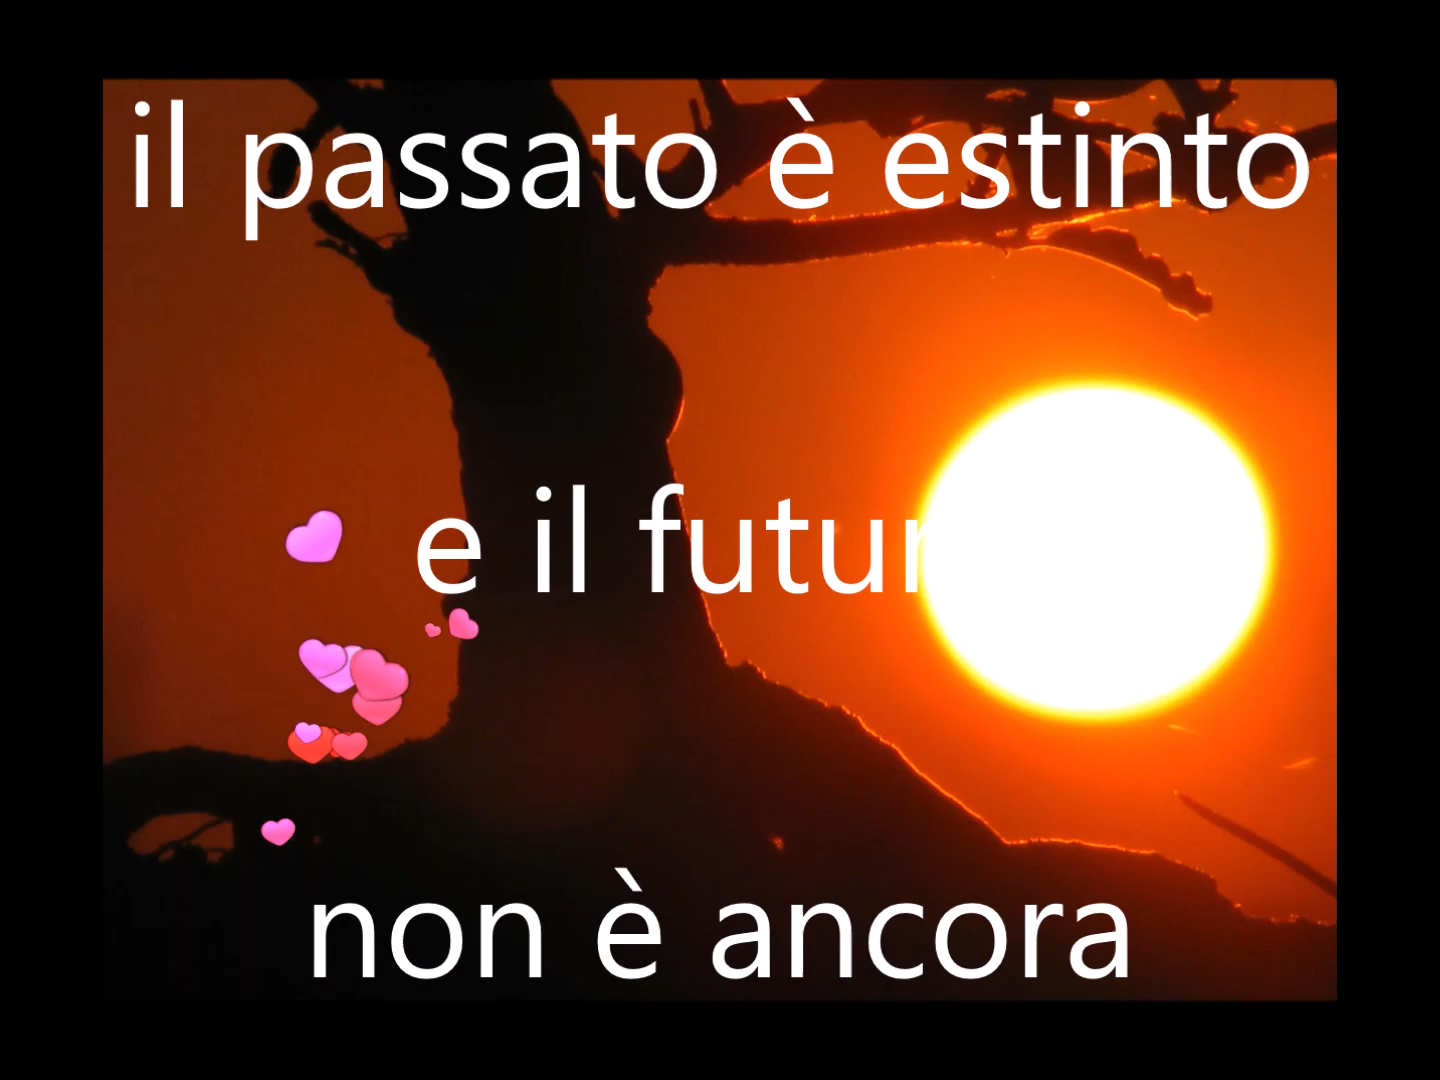 il passato è estinto
e il futur
non è ancora